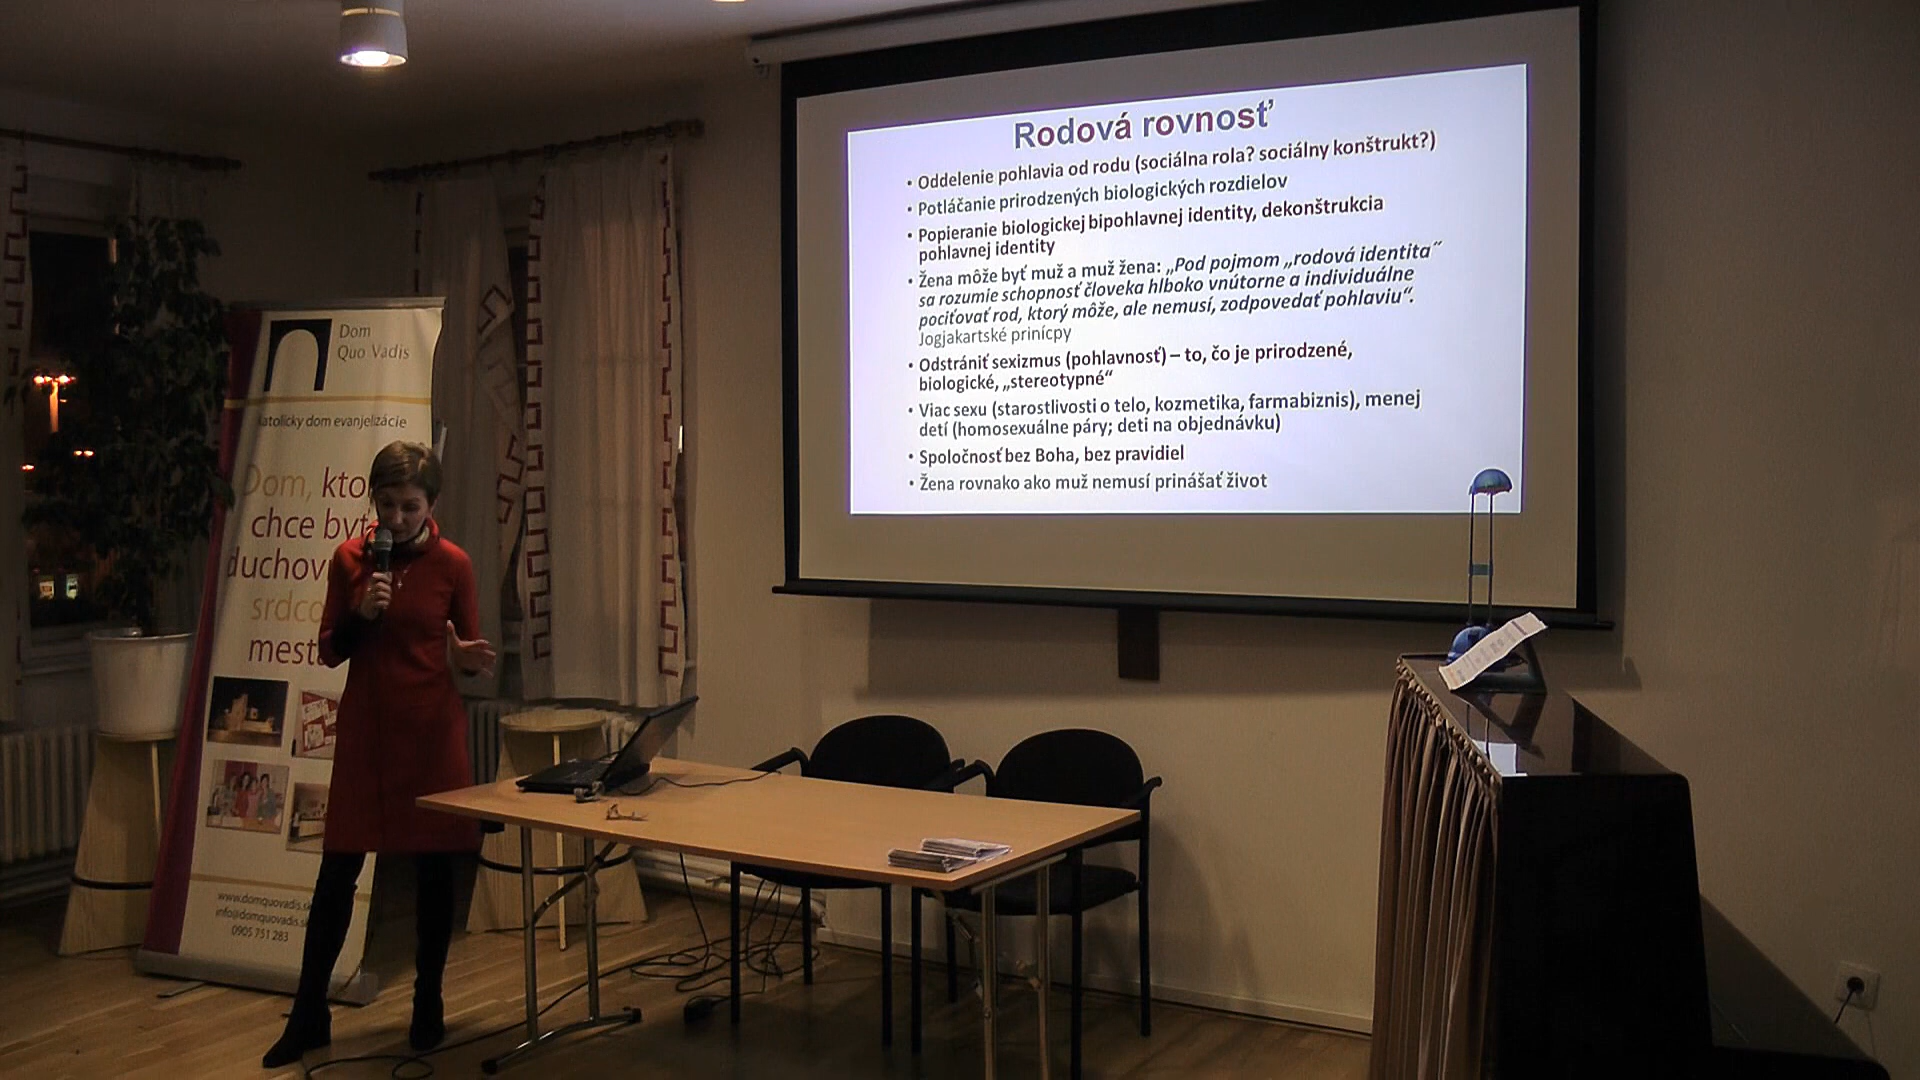 Rodová rovnosť
• Oddelenie pohlavia od rodu (sociálna rola? sociálny konštrukt?)
• Potláčanie prirodzených biologických rozdielov
• Popieranie biologickej bipohlavnej identity, dekonštrukcia
pohlavnej identity
• Žena môže byť muž a muž žena: „Pod pojmom „rodová identita“
sa rozumie schopnosť človeka hlboko vnútorne a individuálne
pociťovať rod, ktorý môže, ale nemusí, zodpovedať pohlaviu“.
Jogjakartské prinícpy
• Odstrániť sexizmus (pohlavnosť) – to, čo je prirodzené,
biologické, „stereotypné“
• Viac sexu (starostlivosti o telo, kozmetika, farmabiznis), menej
detí (homosexuálne páry; deti na objednávku)
• Spoločnosť bez Boha, bez pravidiel
• Žena rovnako ako muž nemusí prinášať život
Dom
Quo Vadis
katolícky dom evanjelizácie
Dom, kto
chce byť
duchov
srdco
mest
www.domquovadis.s
info@domquovadis.s
0905 751 283